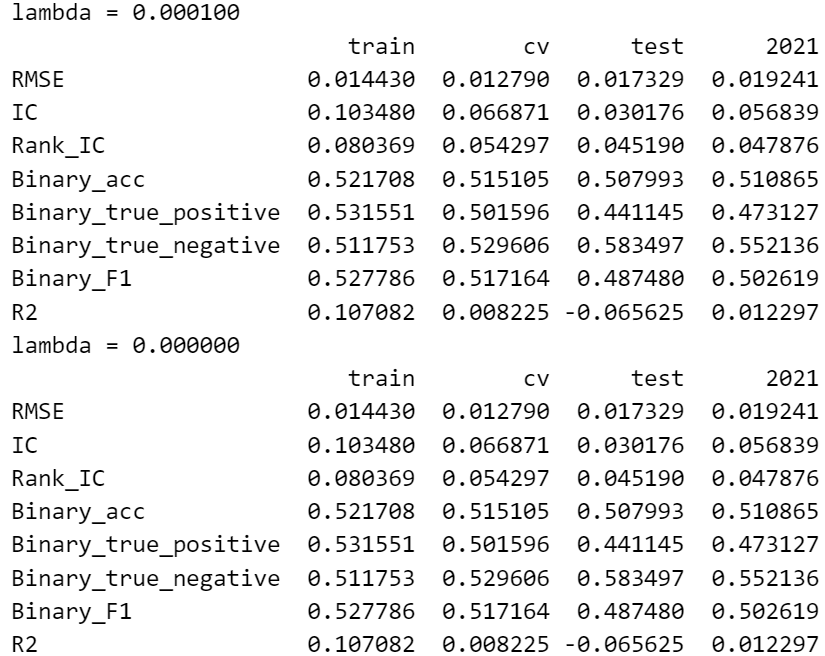 lambda = 0.000100
train cv test 2021
RMSE 0.014430 0.012790 0.017329 0.019241
IC 0.103480 0.066871 0.030176 0.056839
Rank_IC 0.080369 0.054297 0.045190 0.047876
Binary_acc 0.521708 0.515105 0.507993 0.510865
Binary_true_positive 0.531551 0.501596 0.441145 0.473127
Binary_true_negative 0.511753 0.529606 0.583497 0.552136
Binary_F1 0.527786 0.517164 0.487480 0.502619
R2 0.107082 0.008225 -0.065625 0.012297
lambda = 0.000000
train cv test 2021
RMSE 0.014430 0.012790 0.017329 0.019241
IC 0.103480 0.066871 0.030176 0.056839
Rank_IC 0.080369 0.054297 0.045190 0.047876
Binary_acc 0.521708 0.515105 0.507993 0.510865
Binary_true_positive 0.531551 0.501596 0.441145 0.473127
Binary_true_negative 0.511753 0.529606 0.583497 0.552136
Binary_F1 0.527786 0.517164 0.487480 0.502619
R2 0.107082 0.008225 -0.065625 0.012297